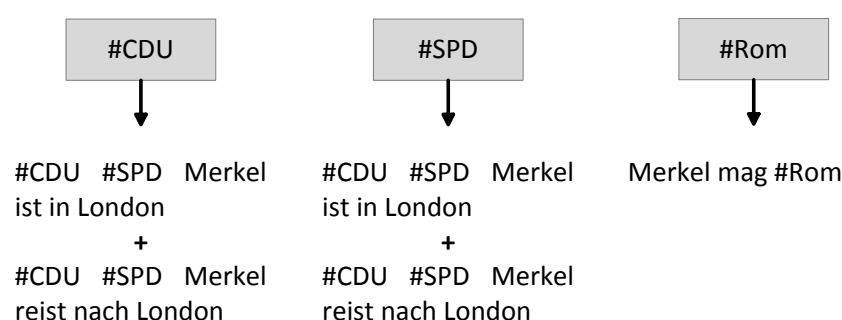 #CDU
#SPD
#Rom
#CDU #SPD Merkel
ist in London
+
#CDU #SPD Merkel
reist nach London
#CDU #SPD Merkel
ist in London
+
#CDU #SPD Merkel
reist nach London
Merkel mag #Rom